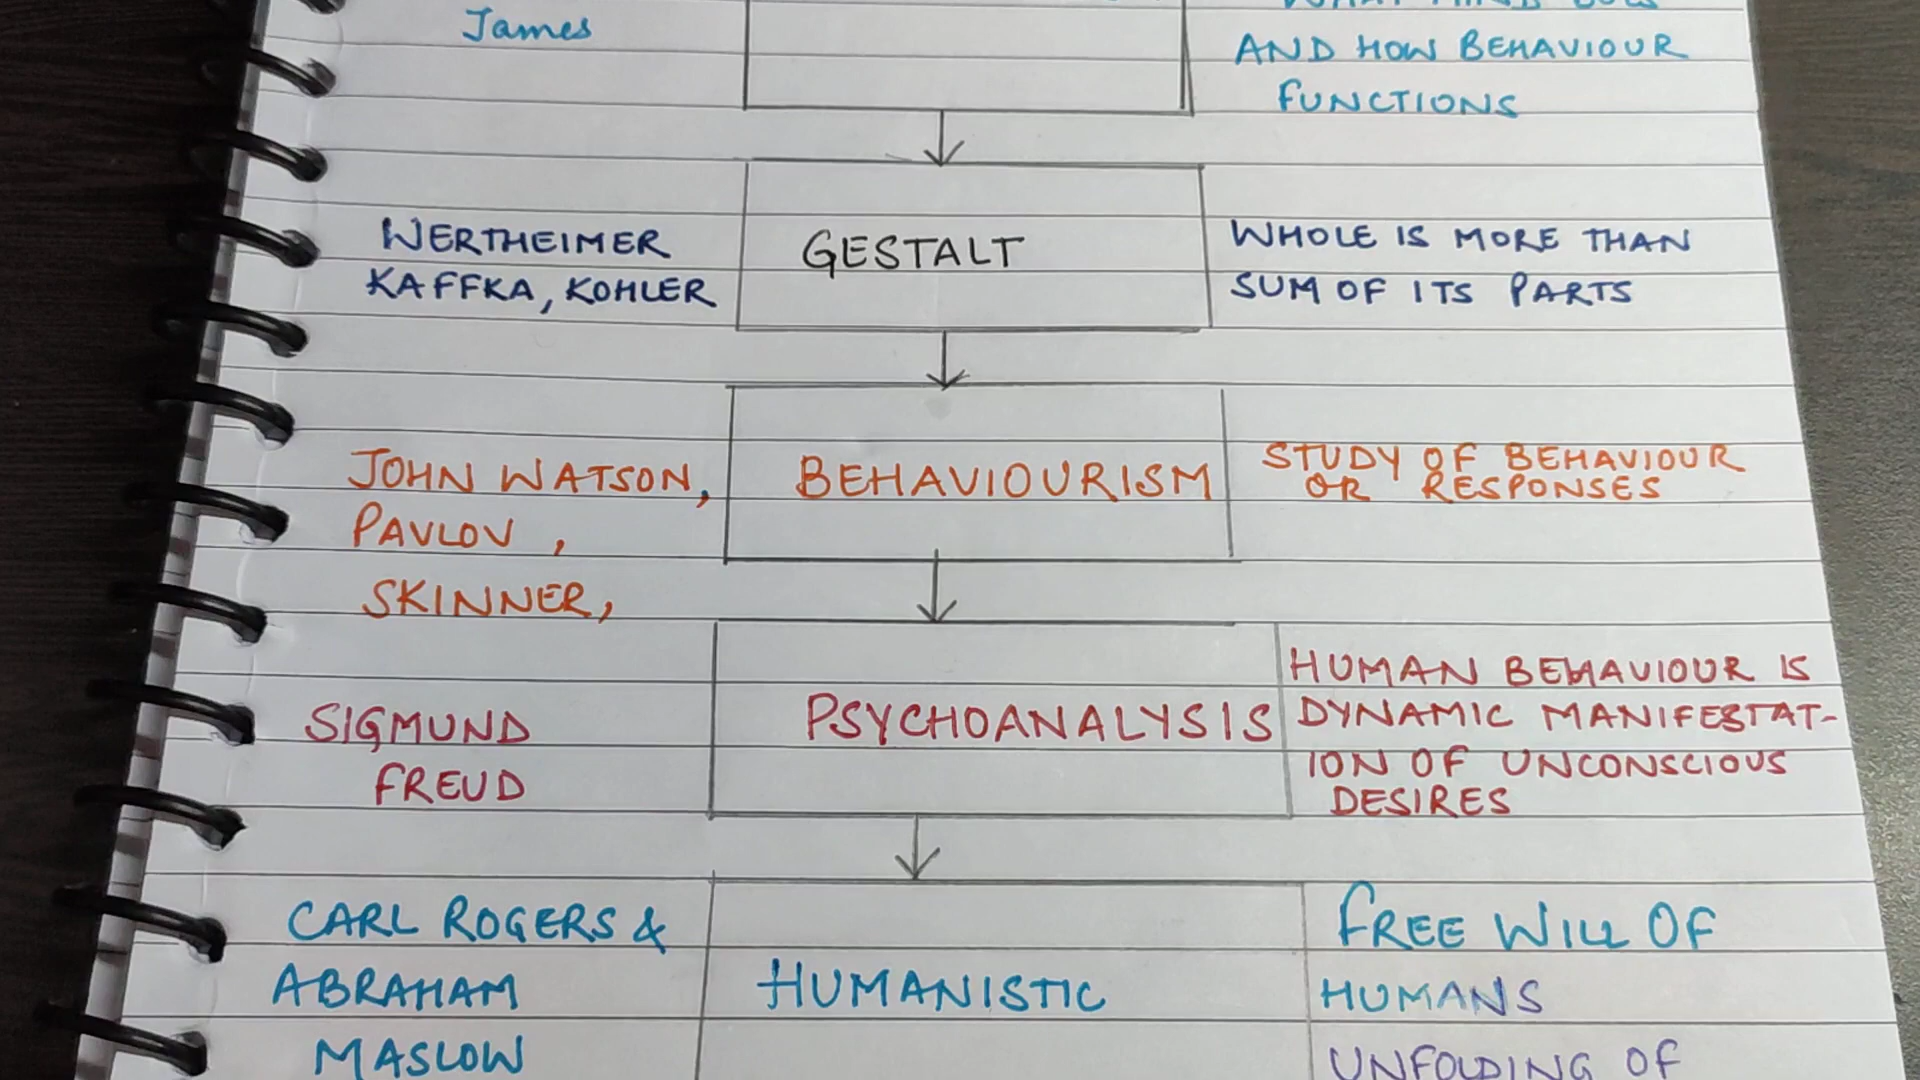 James
AND HOW BEHAVIOUR
FUNCTIONS
WERTHEIMER
KAFFKA, KOHLER
GESTALT
WHOLE IS MORE THAN
SUM OF ITS PARTS
JOHN WATSON,
PAVLOV ,
SKINNER,
BEHAVIOURISM
STUDY OF BEHAVIOUR
OR RESPONSES
SIGMUND
FREUD
PSYCHOANALYSIS
HUMAN BEHAVIOUR IS
DYNAMIC MANIFESTAT-
ION OF UNCONSCIOUS
DESIRES
CARL ROGERS &
ABRAHAM
MASLOW
HUMANISTIC
FREE WILL OF
HUMANS
UNFOLDING OF